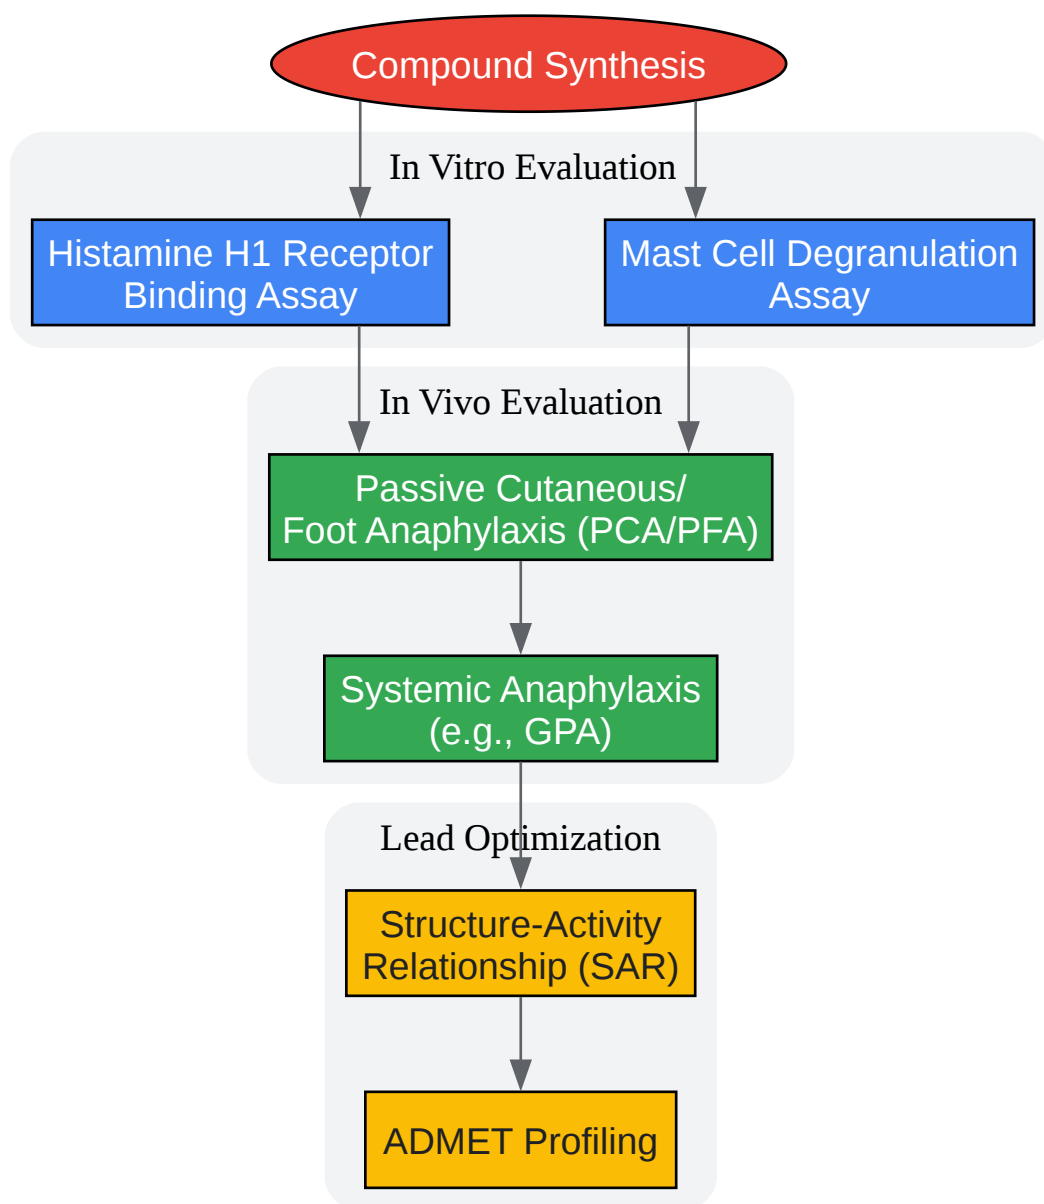 Compound Synthesis
In Vitro Evaluation
Histamine H1 Receptor
Binding Assay
Mast Cell Degranulation
Assay
In Vivo Evaluation
Passive Cutaneous/
Foot Anaphylaxis (PCA/PFA)
Systemic Anaphylaxis
(e.g., GPA)
Lead Optimization
Structure-Activity
Relationship (SAR)
ADMET Profiling